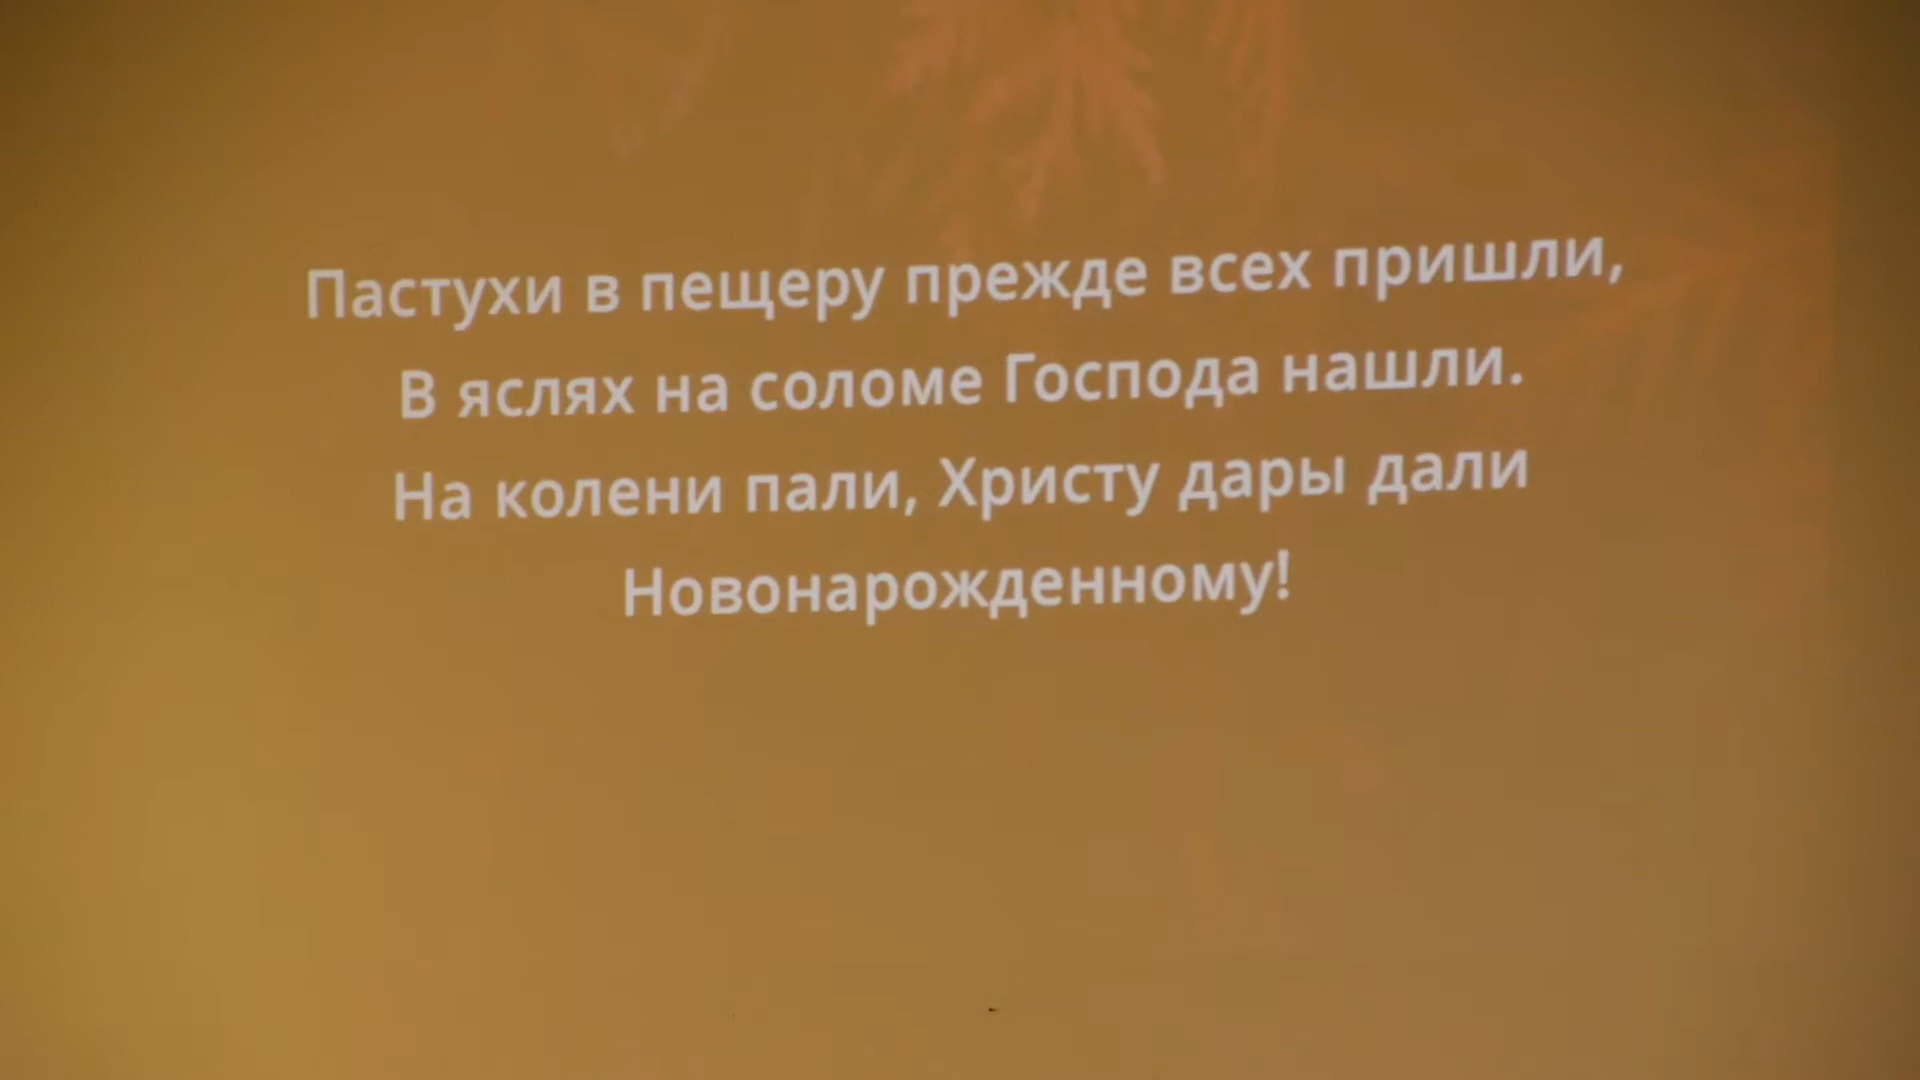 Пастухи в пещеру прежде всех пришли,
В яслях на соломе Господа нашли.
На колени пали, Христу дары дали
Новонарожденному!